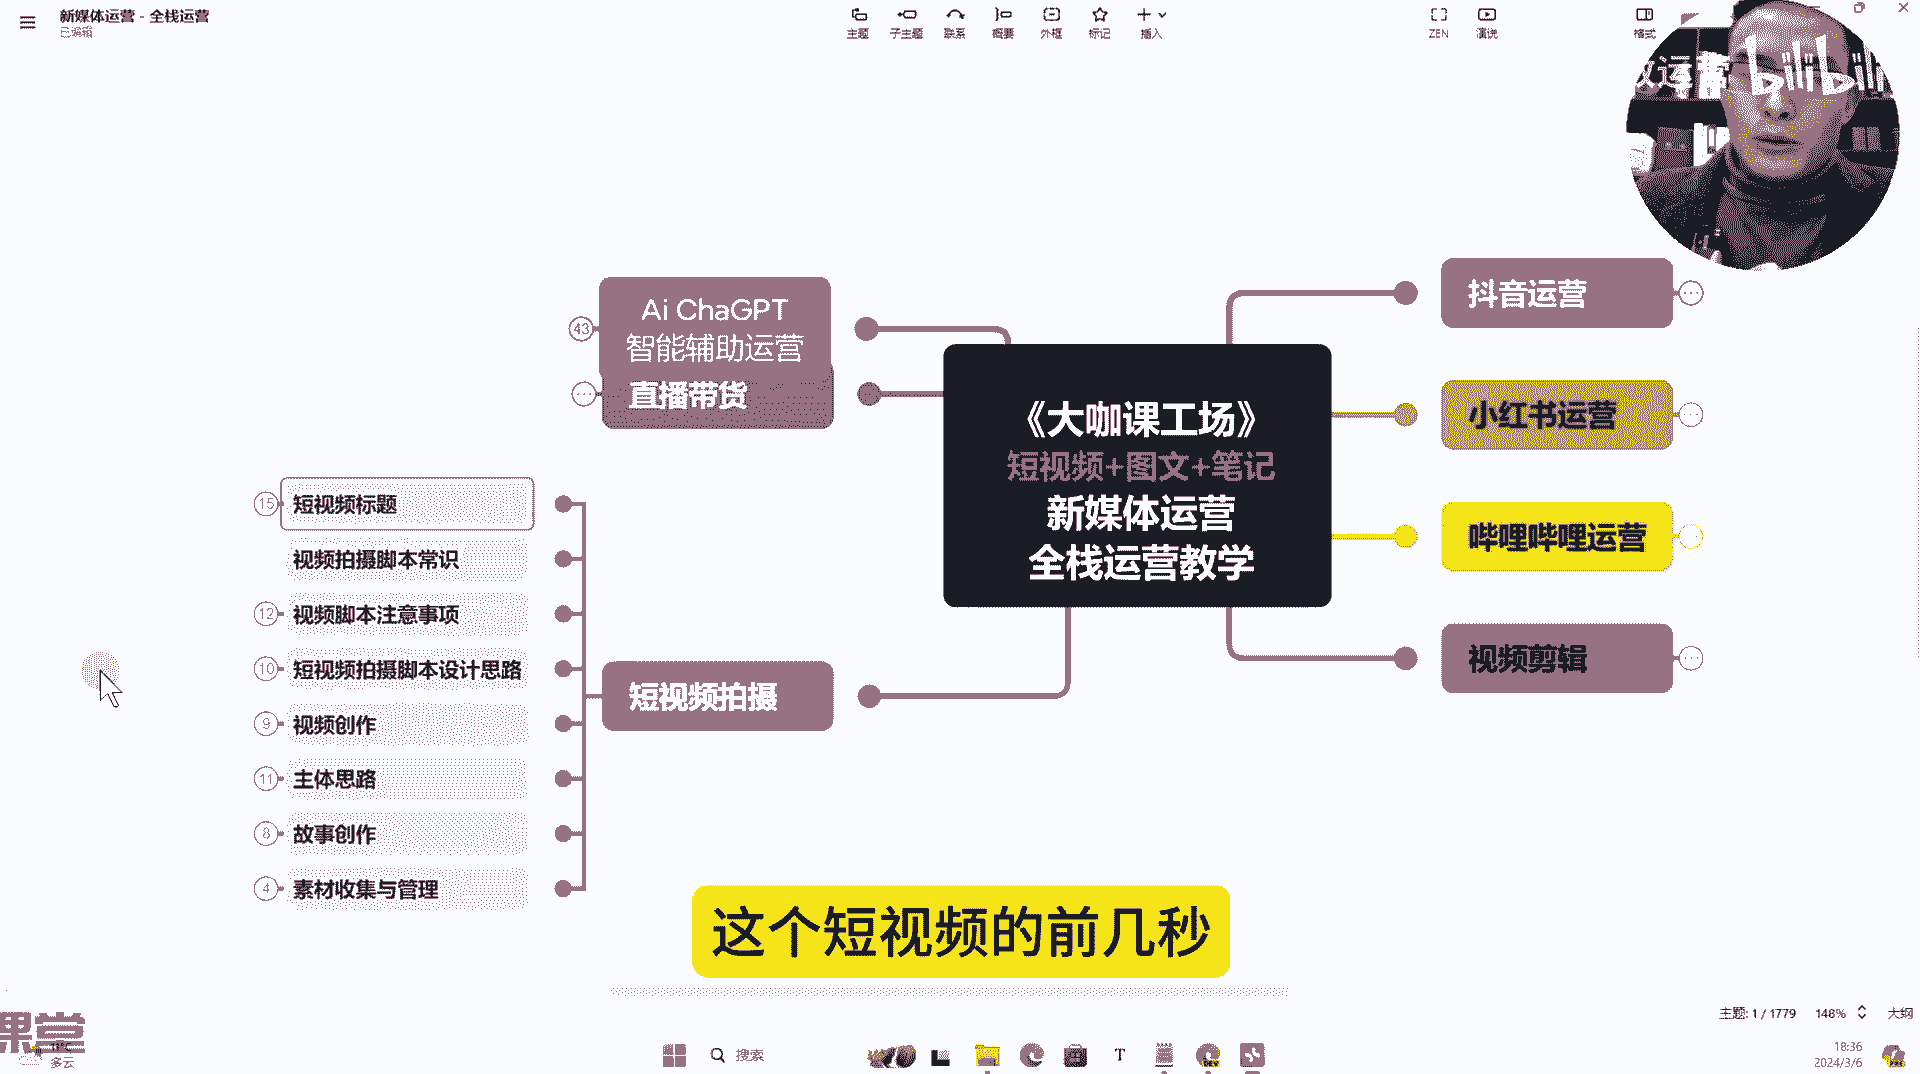 新媒体运营 - 全栈运营
已编辑
主题
子主题
联系
概要
外框
标记
插入
ZEN
演说
格式
运营
bilibili
Ai ChaGPT
智能辅助运营
43
直播带货
《大咖课工场》
短视频+图文+笔记
新媒体运营
全栈运营教学
抖音运营
小红书运营
哔哩哔哩运营
视频剪辑
短视频拍摄
15
短视频标题
视频拍摄脚本常识
12
视频脚本注意事项
10
短视频拍摄脚本设计思路
9
视频创作
11
主体思路
8
故事创作
4
素材收集与管理
这个短视频的前几秒
主题: 1 / 1779
148%
大纲
课堂
多云
搜索
T
DEV
18:36
2024/3/6